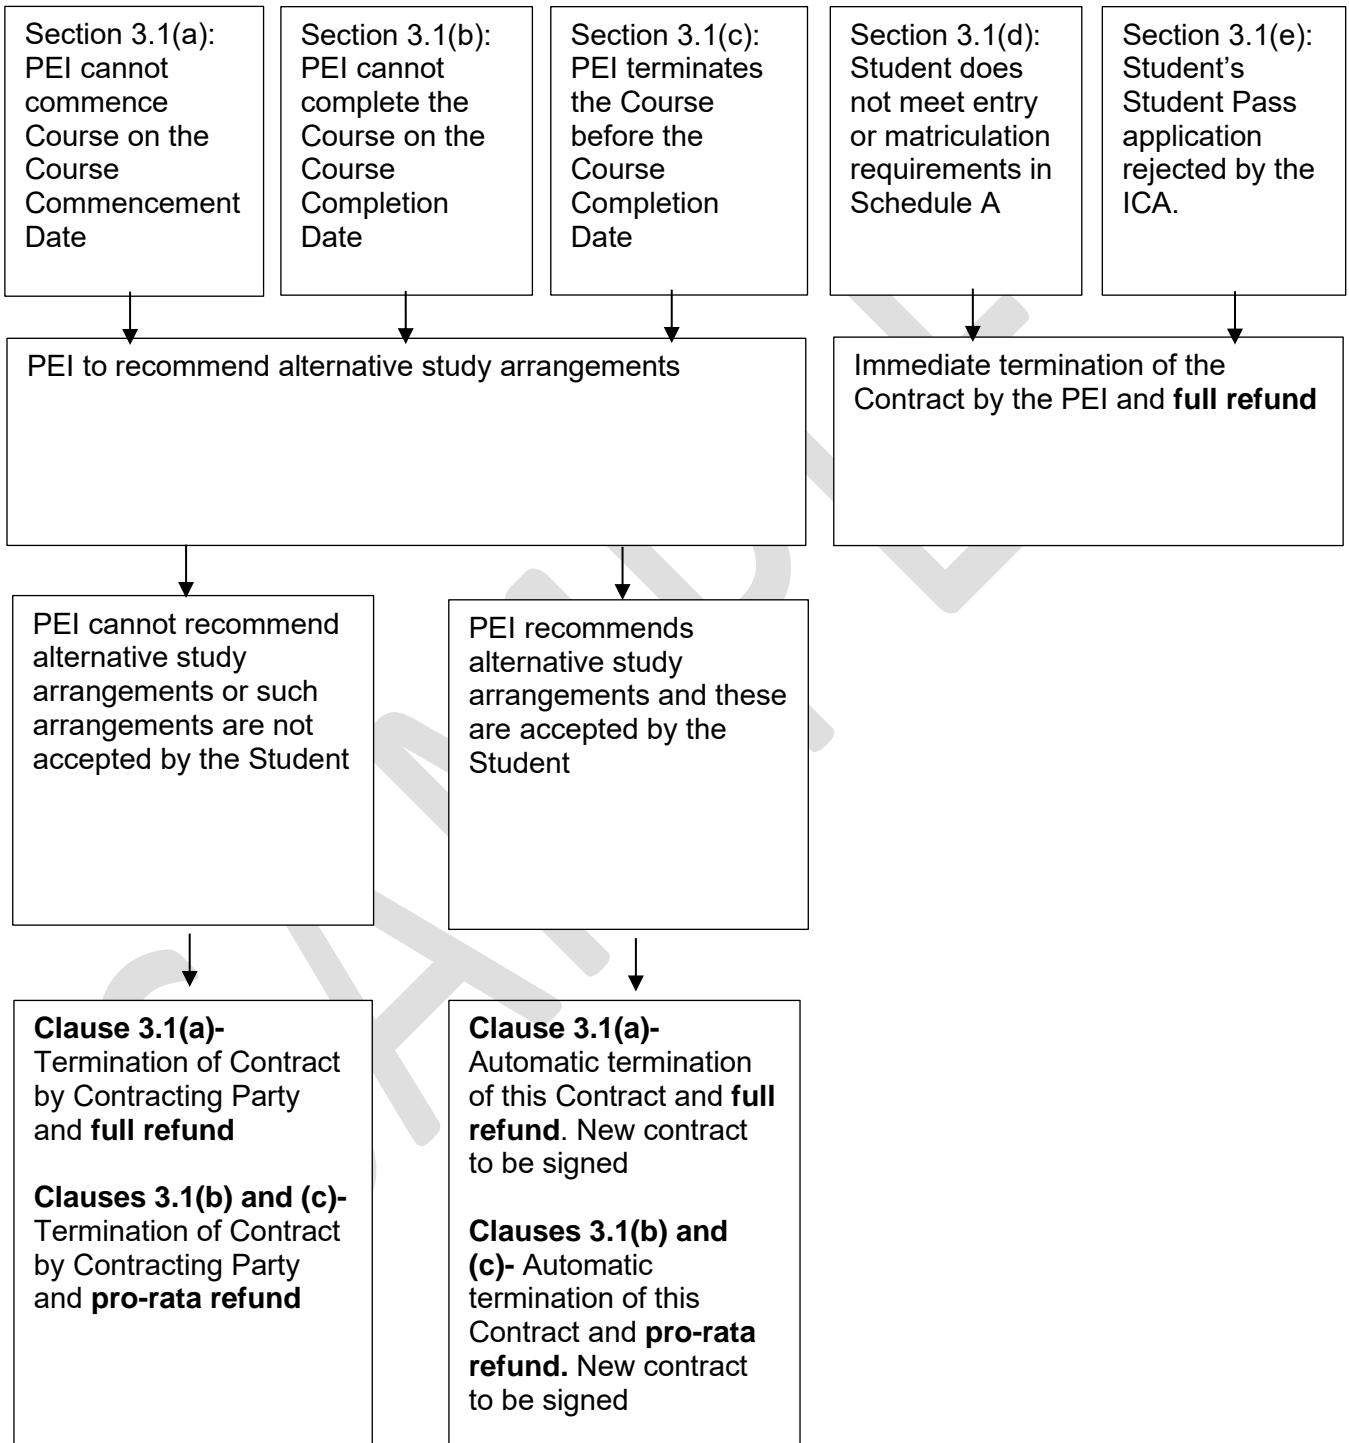 Section 3.1(a):
PEI cannot
commence
Course on the
Course
Commencement
Date
Section 3.1(b):
PEI cannot
complete the
Course on the
Course
Completion
Date
Section 3.1(c):
PEI terminates
the Course
before the
Course
Completion
Date
Section 3.1(d):
Student does
not meet entry
or matriculation
requirements in
Schedule A
Section 3.1(e):
Student’s
Student Pass
application
rejected by the
ICA.
PEI to recommend alternative study arrangements
Immediate termination of the
Contract by the PEI and full refund
PEI cannot recommend
alternative study
arrangements or such
arrangements are not
accepted by the Student
PEI recommends
alternative study
arrangements and these
are accepted by the
Student
Clause 3.1(a)-
Termination of Contract
by Contracting Party
and full refund
Clauses 3.1(b) and (c)-
Termination of Contract
by Contracting Party
and pro-rata refund
Clause 3.1(a)-
Automatic termination
of this Contract and full
refund. New contract
to be signed
Clauses 3.1(b) and
(c)- Automatic
termination of this
Contract and pro-rata
refund. New contract
to be signed
SAMPLE